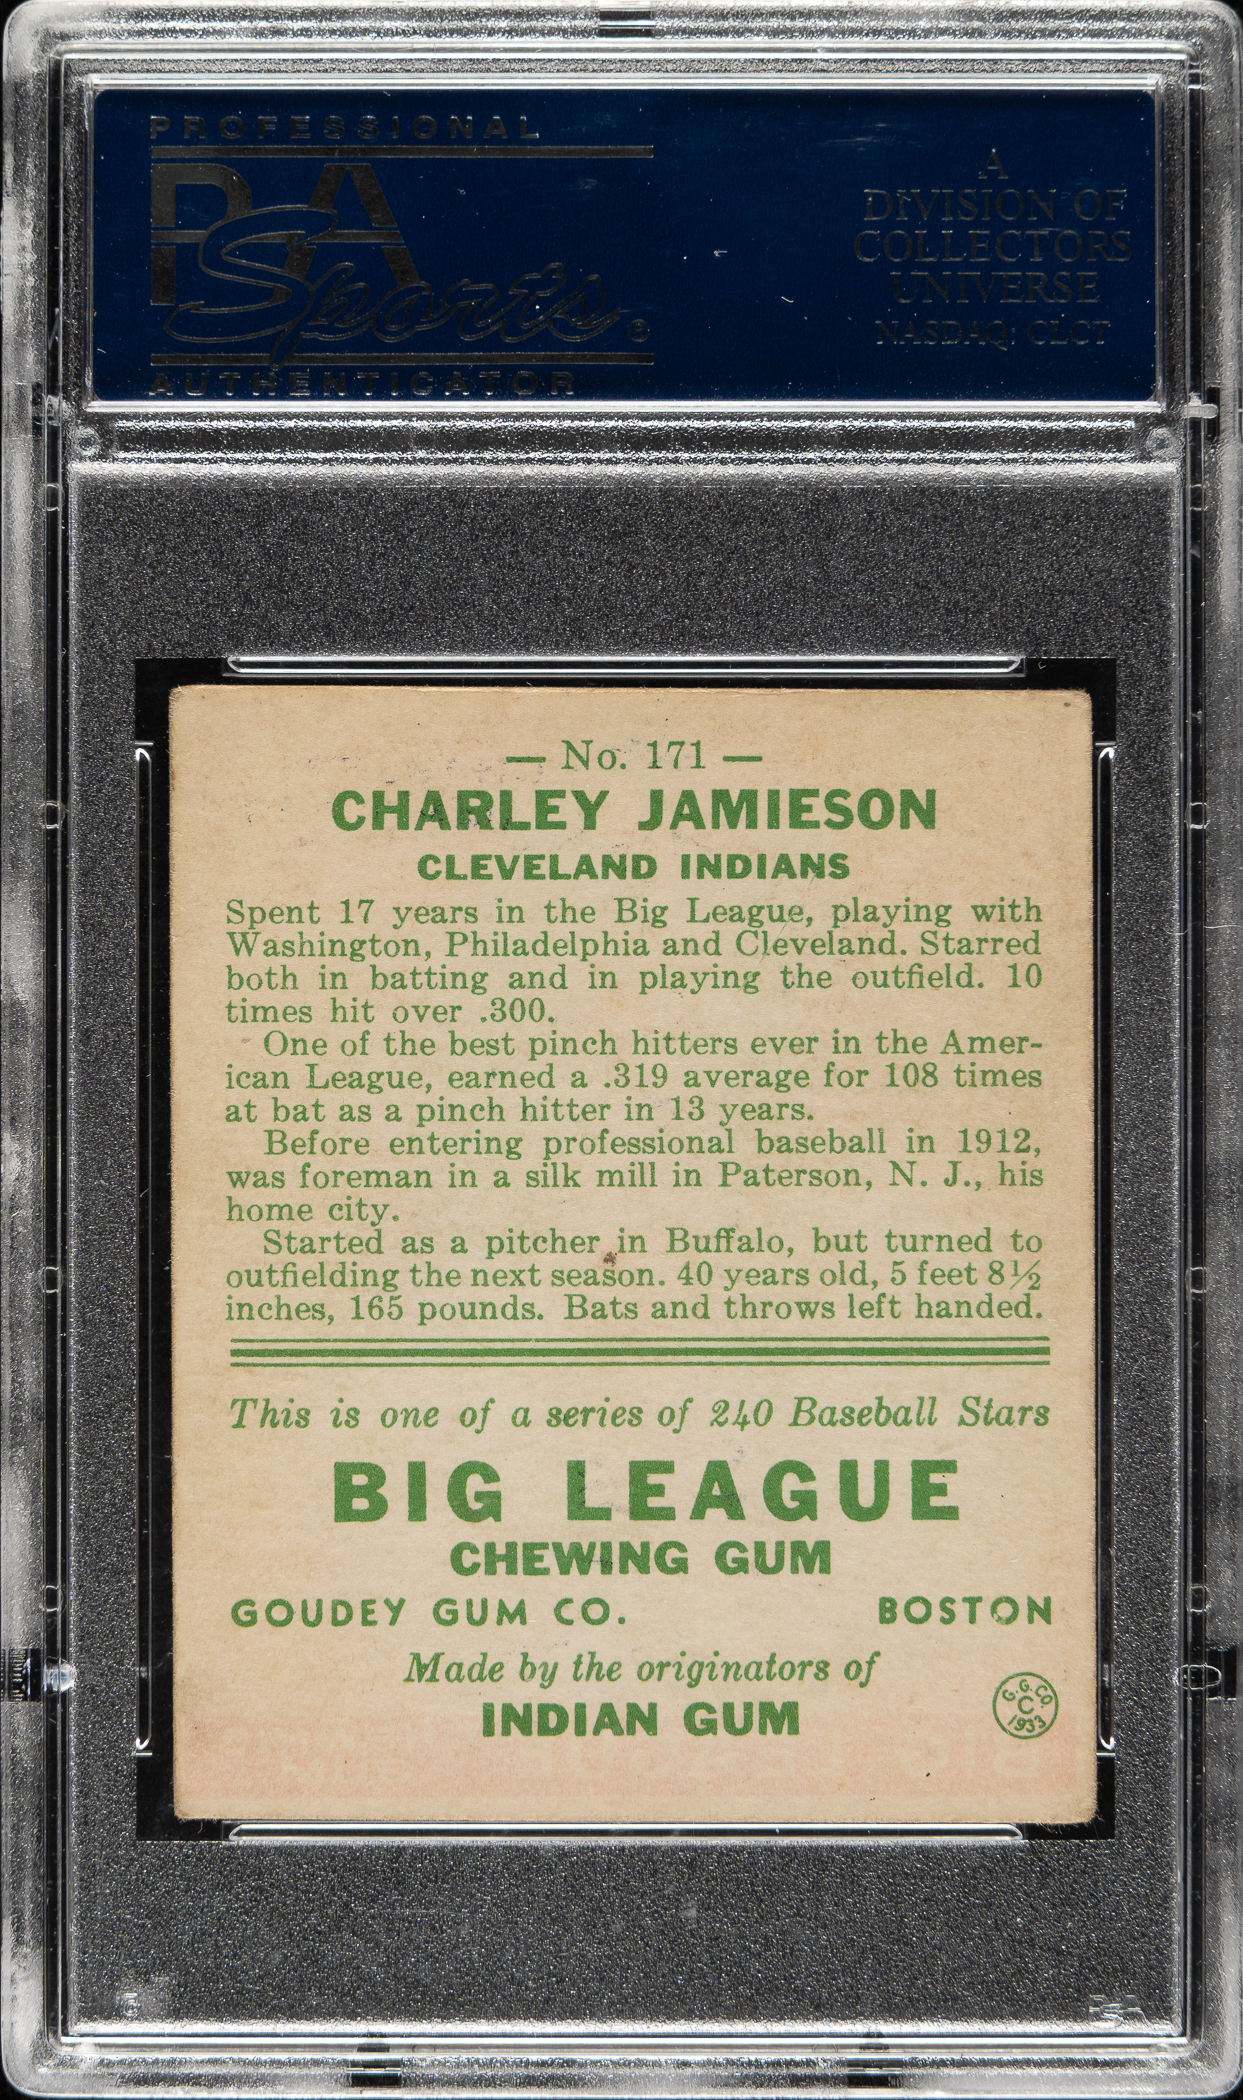 PROFESSIONAL
PSA
Sports®
AUTHENTICATOR
A
DIVISION OF
COLLECTORS
UNIVERSE
NASDAQ: CLCT
— No. 171 —
CHARLEY JAMIESON
CLEVELAND INDIANS
Spent 17 years in the Big League, playing with
Washington, Philadelphia and Cleveland. Starred
both in batting and in playing the outfield. 10
times hit over .300.
One of the best pinch hitters ever in the Amer-
ican League, earned a .319 average for 108 times
at bat as a pinch hitter in 13 years.
Before entering professional baseball in 1912,
was foreman in a silk mill in Paterson, N. J., his
home city.
Started as a pitcher in Buffalo, but turned to
outfielding the next season. 40 years old, 5 feet 8½
inches, 165 pounds. Bats and throws left handed.
This is one of a series of 240 Baseball Stars
BIG LEAGUE
CHEWING GUM
GOUDEY GUM CO. BOSTON
Made by the originators of
INDIAN GUM
G.G.CO.
C
1933
PSA